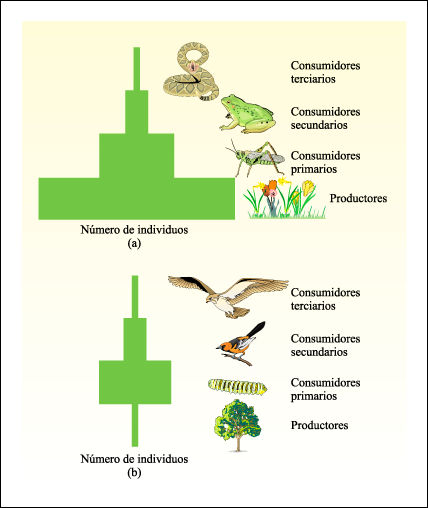 Consumidores
terciarios
Consumidores
secundarios
Consumidores
primarios
Productores
Número de individuos
(a)
Consumidores
terciarios
Consumidores
secundarios
Consumidores
primarios
Productores
Número de individuos
(b)